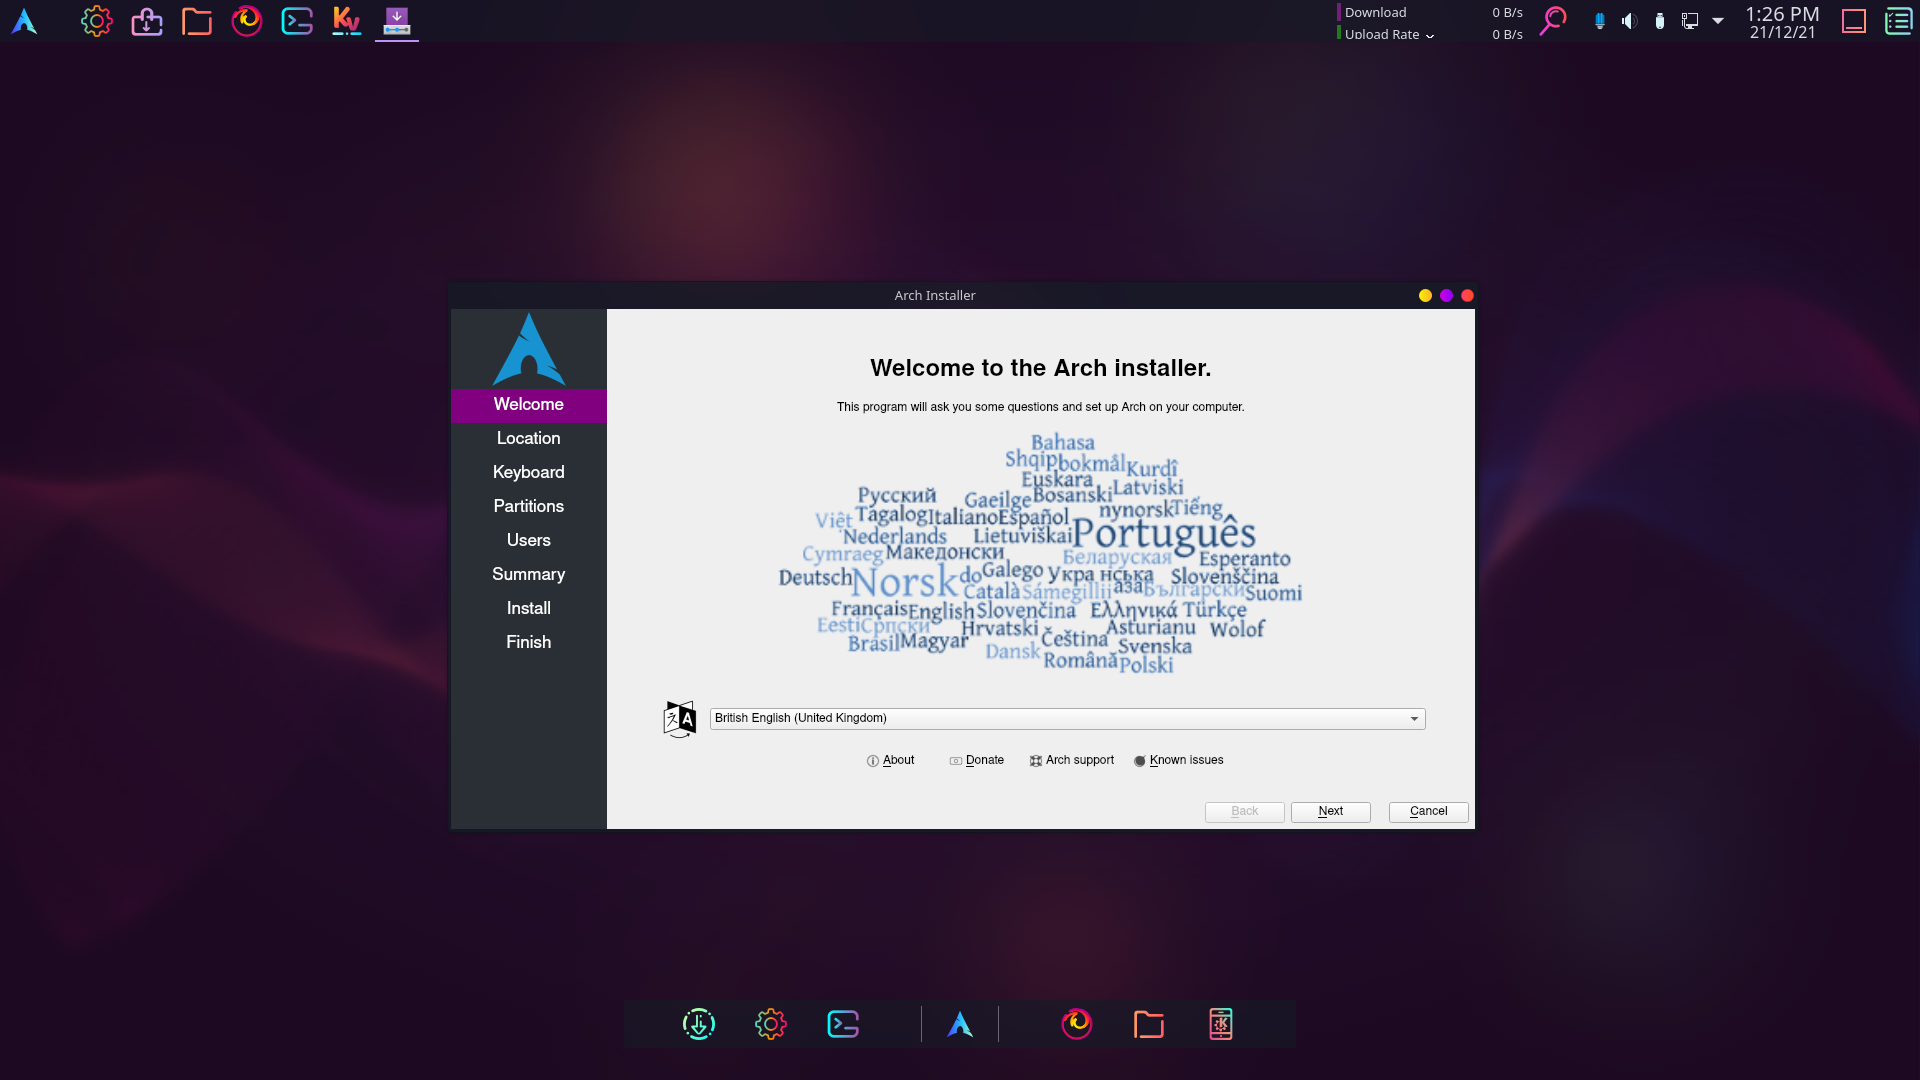 Download 0 B/s
Upload Rate 0 B/s
1:26 PM
21/12/21
Arch Installer
Welcome
Location
Keyboard
Partitions
Users
Summary
Install
Finish
Welcome to the Arch installer.
This program will ask you some questions and set up Arch on your computer.
Bahasa
Shqip bokmål Kurdî
Euskara Latviski
Русский Gaeilge Bosanski
Viêt Tagalog Italiano Español nynorsk Tiếng
Nederlands Lietuviškai Português
Cymraeg Македонски Беларуская Esperanto
Deutsch Norsk do Galego Укра нська Slovenščina
Català Sámegillii аза Български Suomi
Français English Slovenčina Ελληνικά Türkçe
Eesti Српски Hrvatski Asturianu Wolof
Brasil Magyar Čeština Svenska
Dansk Română Polski
British English (United Kingdom)
About Donate Arch support Known issues
Back Next Cancel